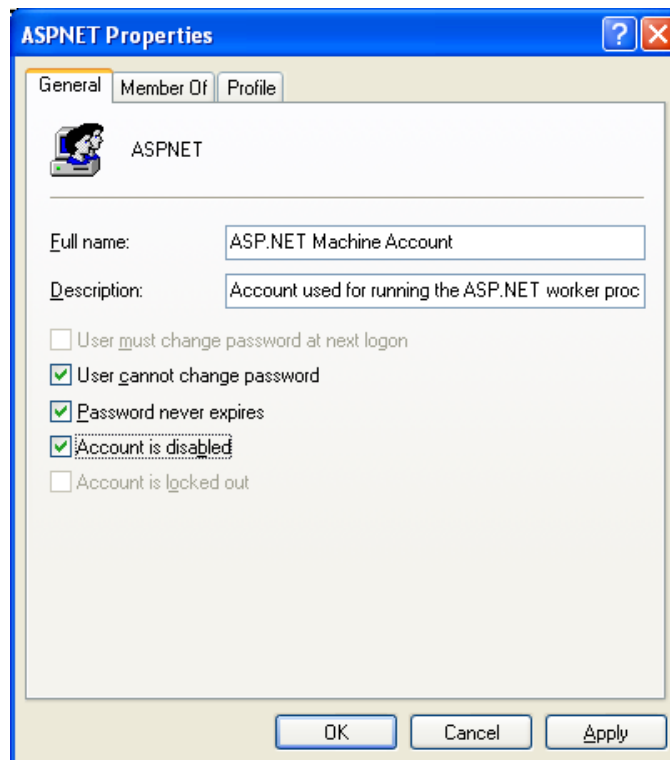 ASPNET Properties
General Member Of Profile
ASPNET
Full name: ASP.NET Machine Account
Description: Account used for running the ASP.NET worker proc
User must change password at next logon
User cannot change password
Password never expires
Account is disabled
Account is locked out
OK Cancel Apply